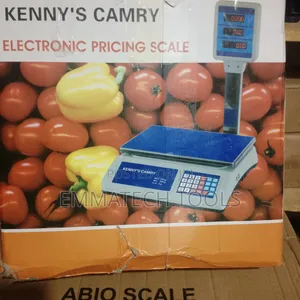 KENNY'S CAMRY
ELECTRONIC PRICING SCALE
KENNY'S CAMRY
EMMATECH TOOLS
ABIO SCALE